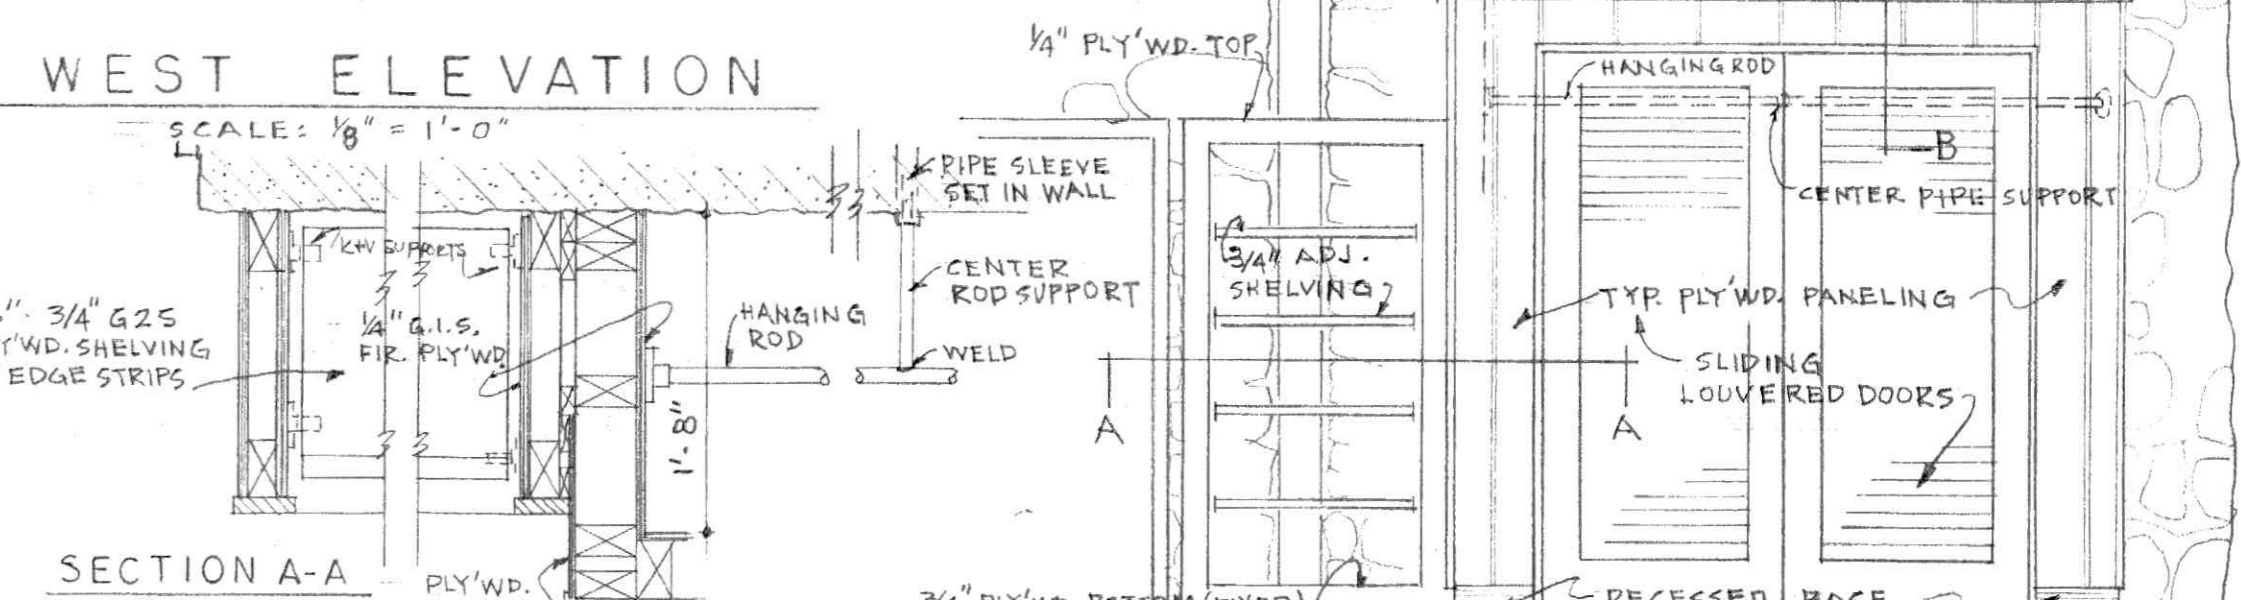 WEST ELEVATION
SCALE: 1/8" = 1'-0"
PIPE SLEEVE
SET IN WALL
K+V SUPPORTS
CENTER
ROD SUPPORT
3/4" G2S
Y'WD. SHELVING
EDGE STRIPS
1/4" G.I.S.
FIR. PLY'WD.
HANGING
ROD
WELD
1'-8"
SECTION A-A
PLY'WD.
1/4" PLY'WD. TOP
3/4" ADJ.
SHELVING
A
A
HANGING ROD
B
CENTER PIPE SUPPORT
TYP. PLY'WD. PANELING
SLIDING
LOUVERED DOORS
RECESSED BASE